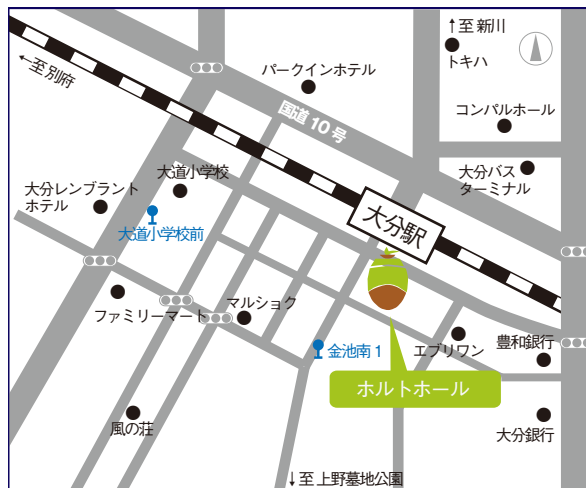 ↑至 新川
トキハ
←至別府
パークインホテル
国道 10 号
コンパルホール
大道小学校
大分バス
ターミナル
大分レンブラント
ホテル
大道小学校前
大分駅
ファミリーマート
マルショク
金池南 1
エブリワン
豊和銀行
ホルトホール
風の荘
大分銀行
↓至 上野墓地公園